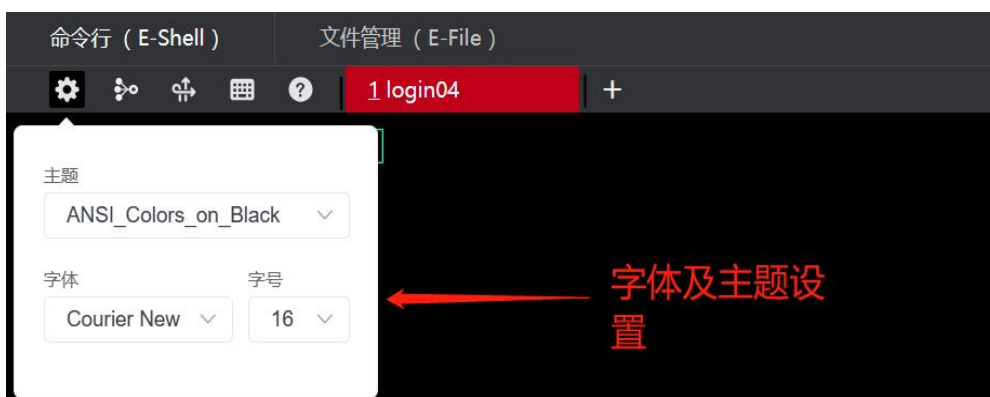 命令行（E-Shell） 文件管理（E-File）
1 login04 +
主题
ANSI_Colors_on_Black
字体 字号
Courier New 16
字体及主题设
置